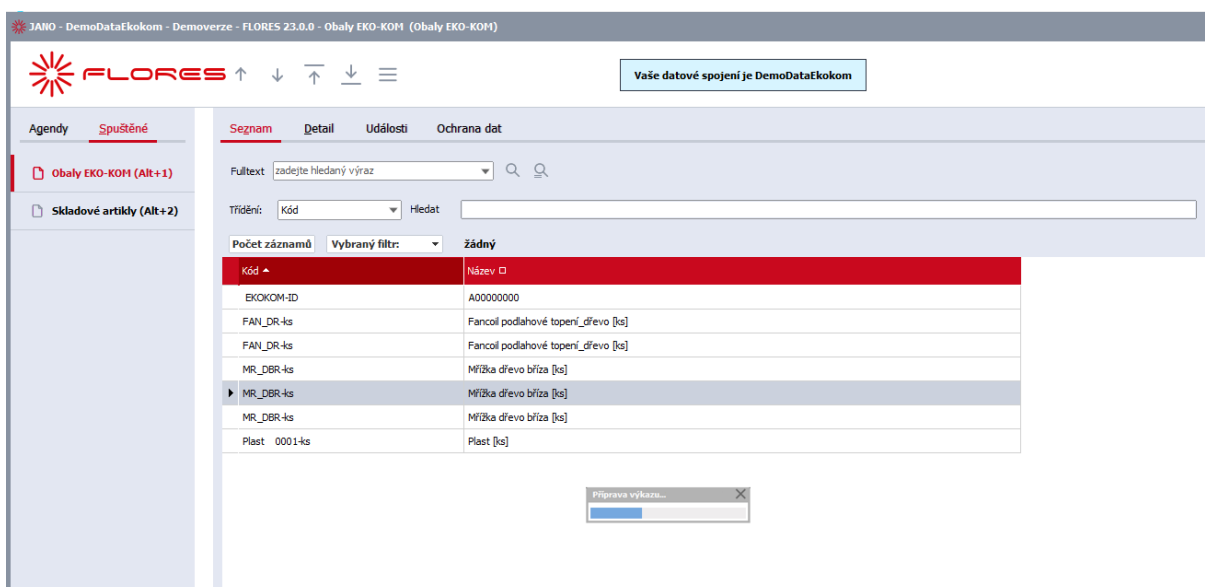 JANO - DemoDataEkokom - Demoverze - FLORES 23.0.0 - Obaly EKO-KOM (Obaly EKO-KOM)
FLORES
Vaše datové spojení je DemoDataEkokom
Agendy Spuštěné
Obaly EKO-KOM (Alt+1)
Skladové artikly (Alt+2)
Seznam Detail Události Ochrana dat
Fulltext zadejte hledaný výraz
Třídění: Kód Hledat
Počet záznamů Vybraný filtr: žádný
Kód Název
EKOKOM-ID A00000000
FAN_DR-ks Fancoil podlahové topení_dřevo [ks]
FAN_DR-ks Fancoil podlahové topení_dřevo [ks]
MR_DBR-ks Mřížka dřevo bříza [ks]
MR_DBR-ks Mřížka dřevo bříza [ks]
MR_DBR-ks Mřížka dřevo bříza [ks]
Plast 0001-ks Plast [ks]
Příprava výkazu...